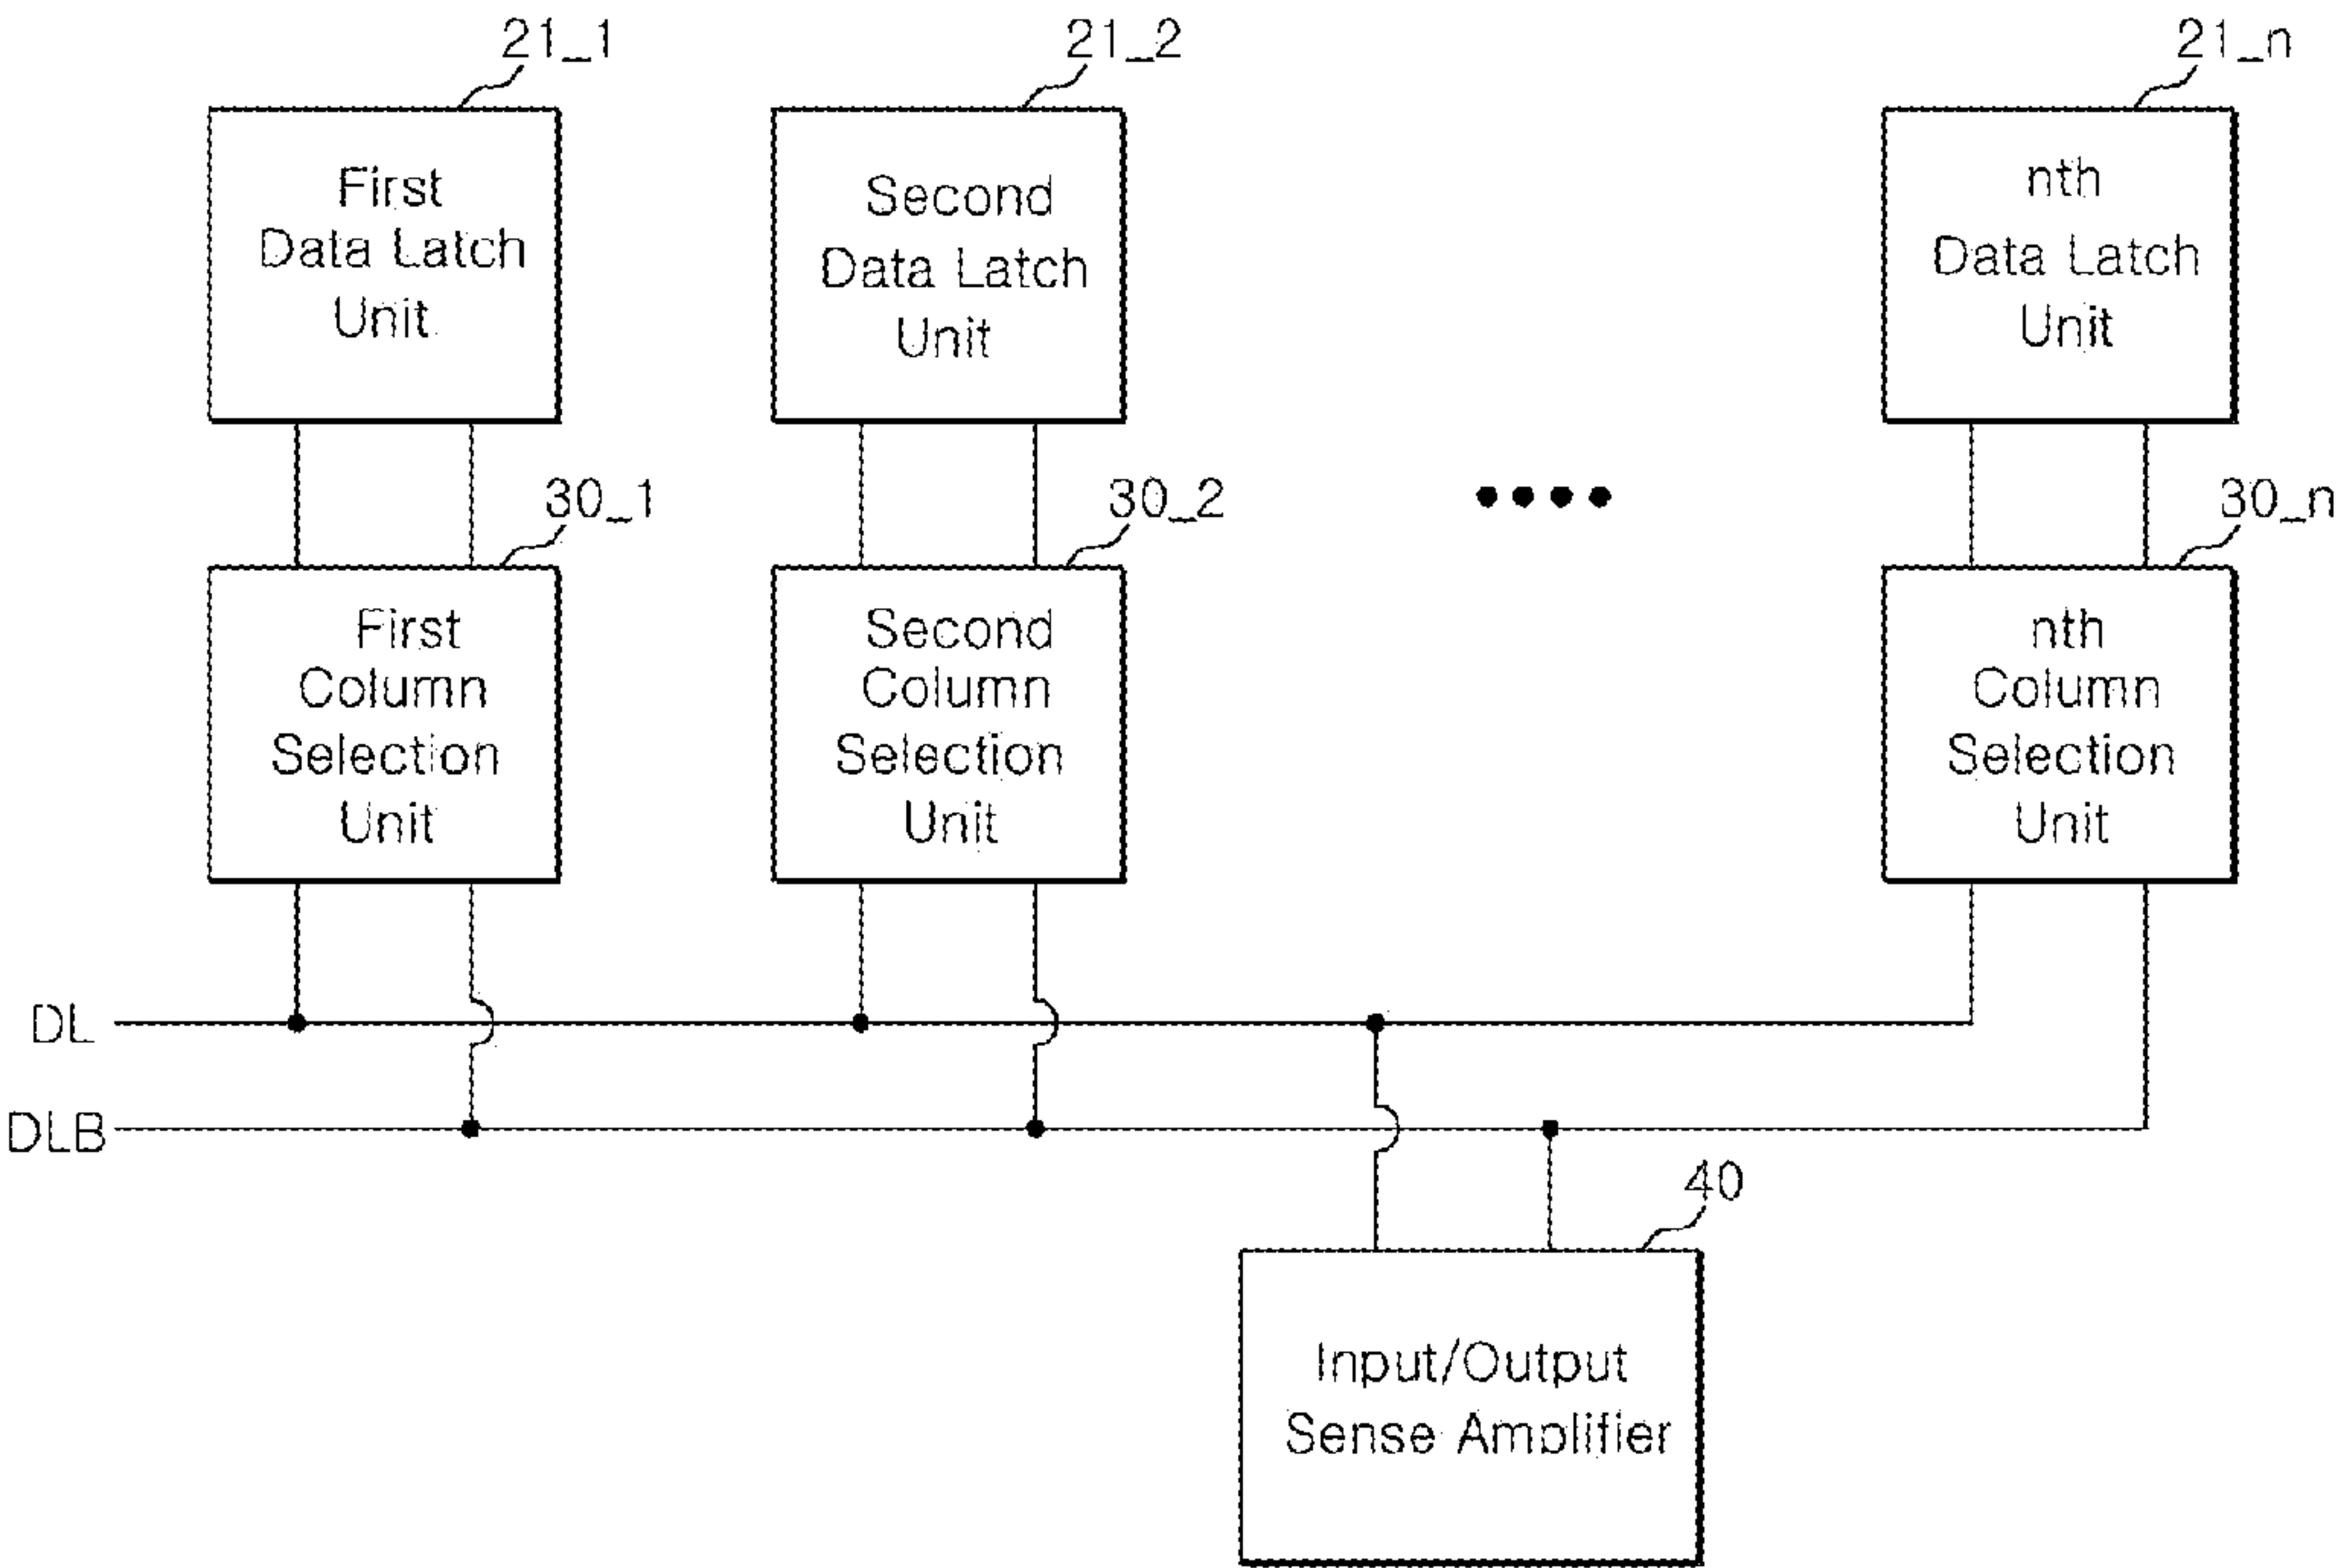 21_1
21_2
21_n
First
Data Latch
Unit
Second
Data Latch
Unit
nth
Data Latch
Unit
30_1
30_2
30_n
First
Column
Selection
Unit
Second
Column
Selection
Unit
nth
Column
Selection
Unit
DL
DLB
40
Input/Output
Sense Amplifier